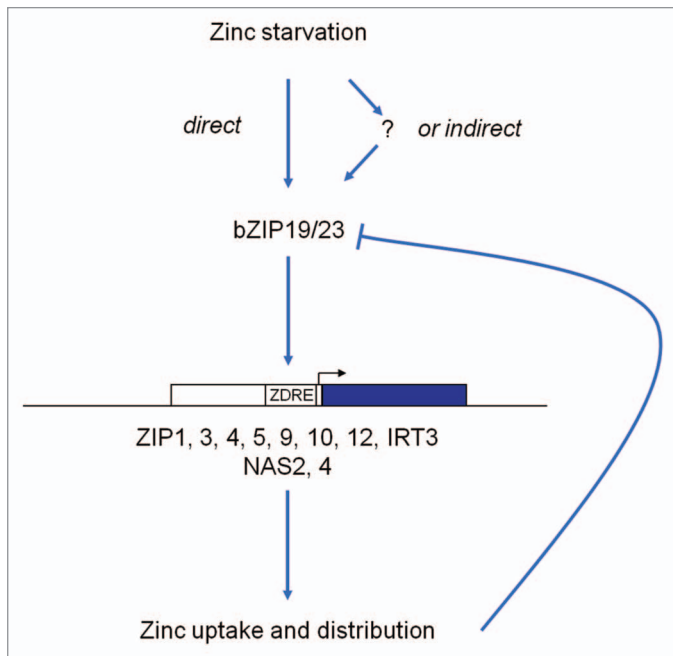 Zinc starvation
direct
? or indirect
bZIP19/23
ZDRE
ZIP1, 3, 4, 5, 9, 10, 12, IRT3
NAS2, 4
Zinc uptake and distribution